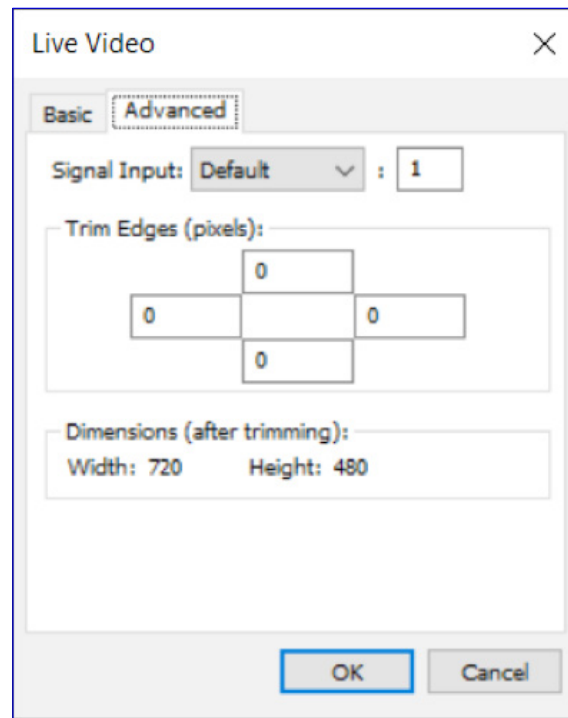 Live Video
Basic Advanced
Signal Input: Default : 1
Trim Edges (pixels):
0
0 0
0
Dimensions (after trimming):
Width: 720 Height: 480
OK Cancel